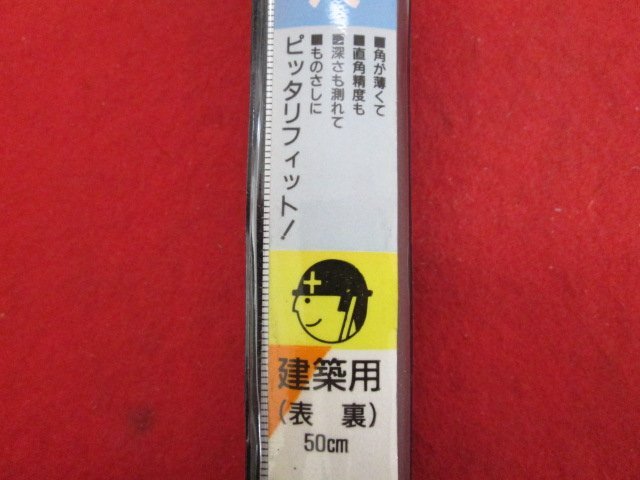 ■角が薄くて
■直角精度も
■深さも測れて
■ものさしに
ピッタリフィット!
建築用
(表 裏)
50cm